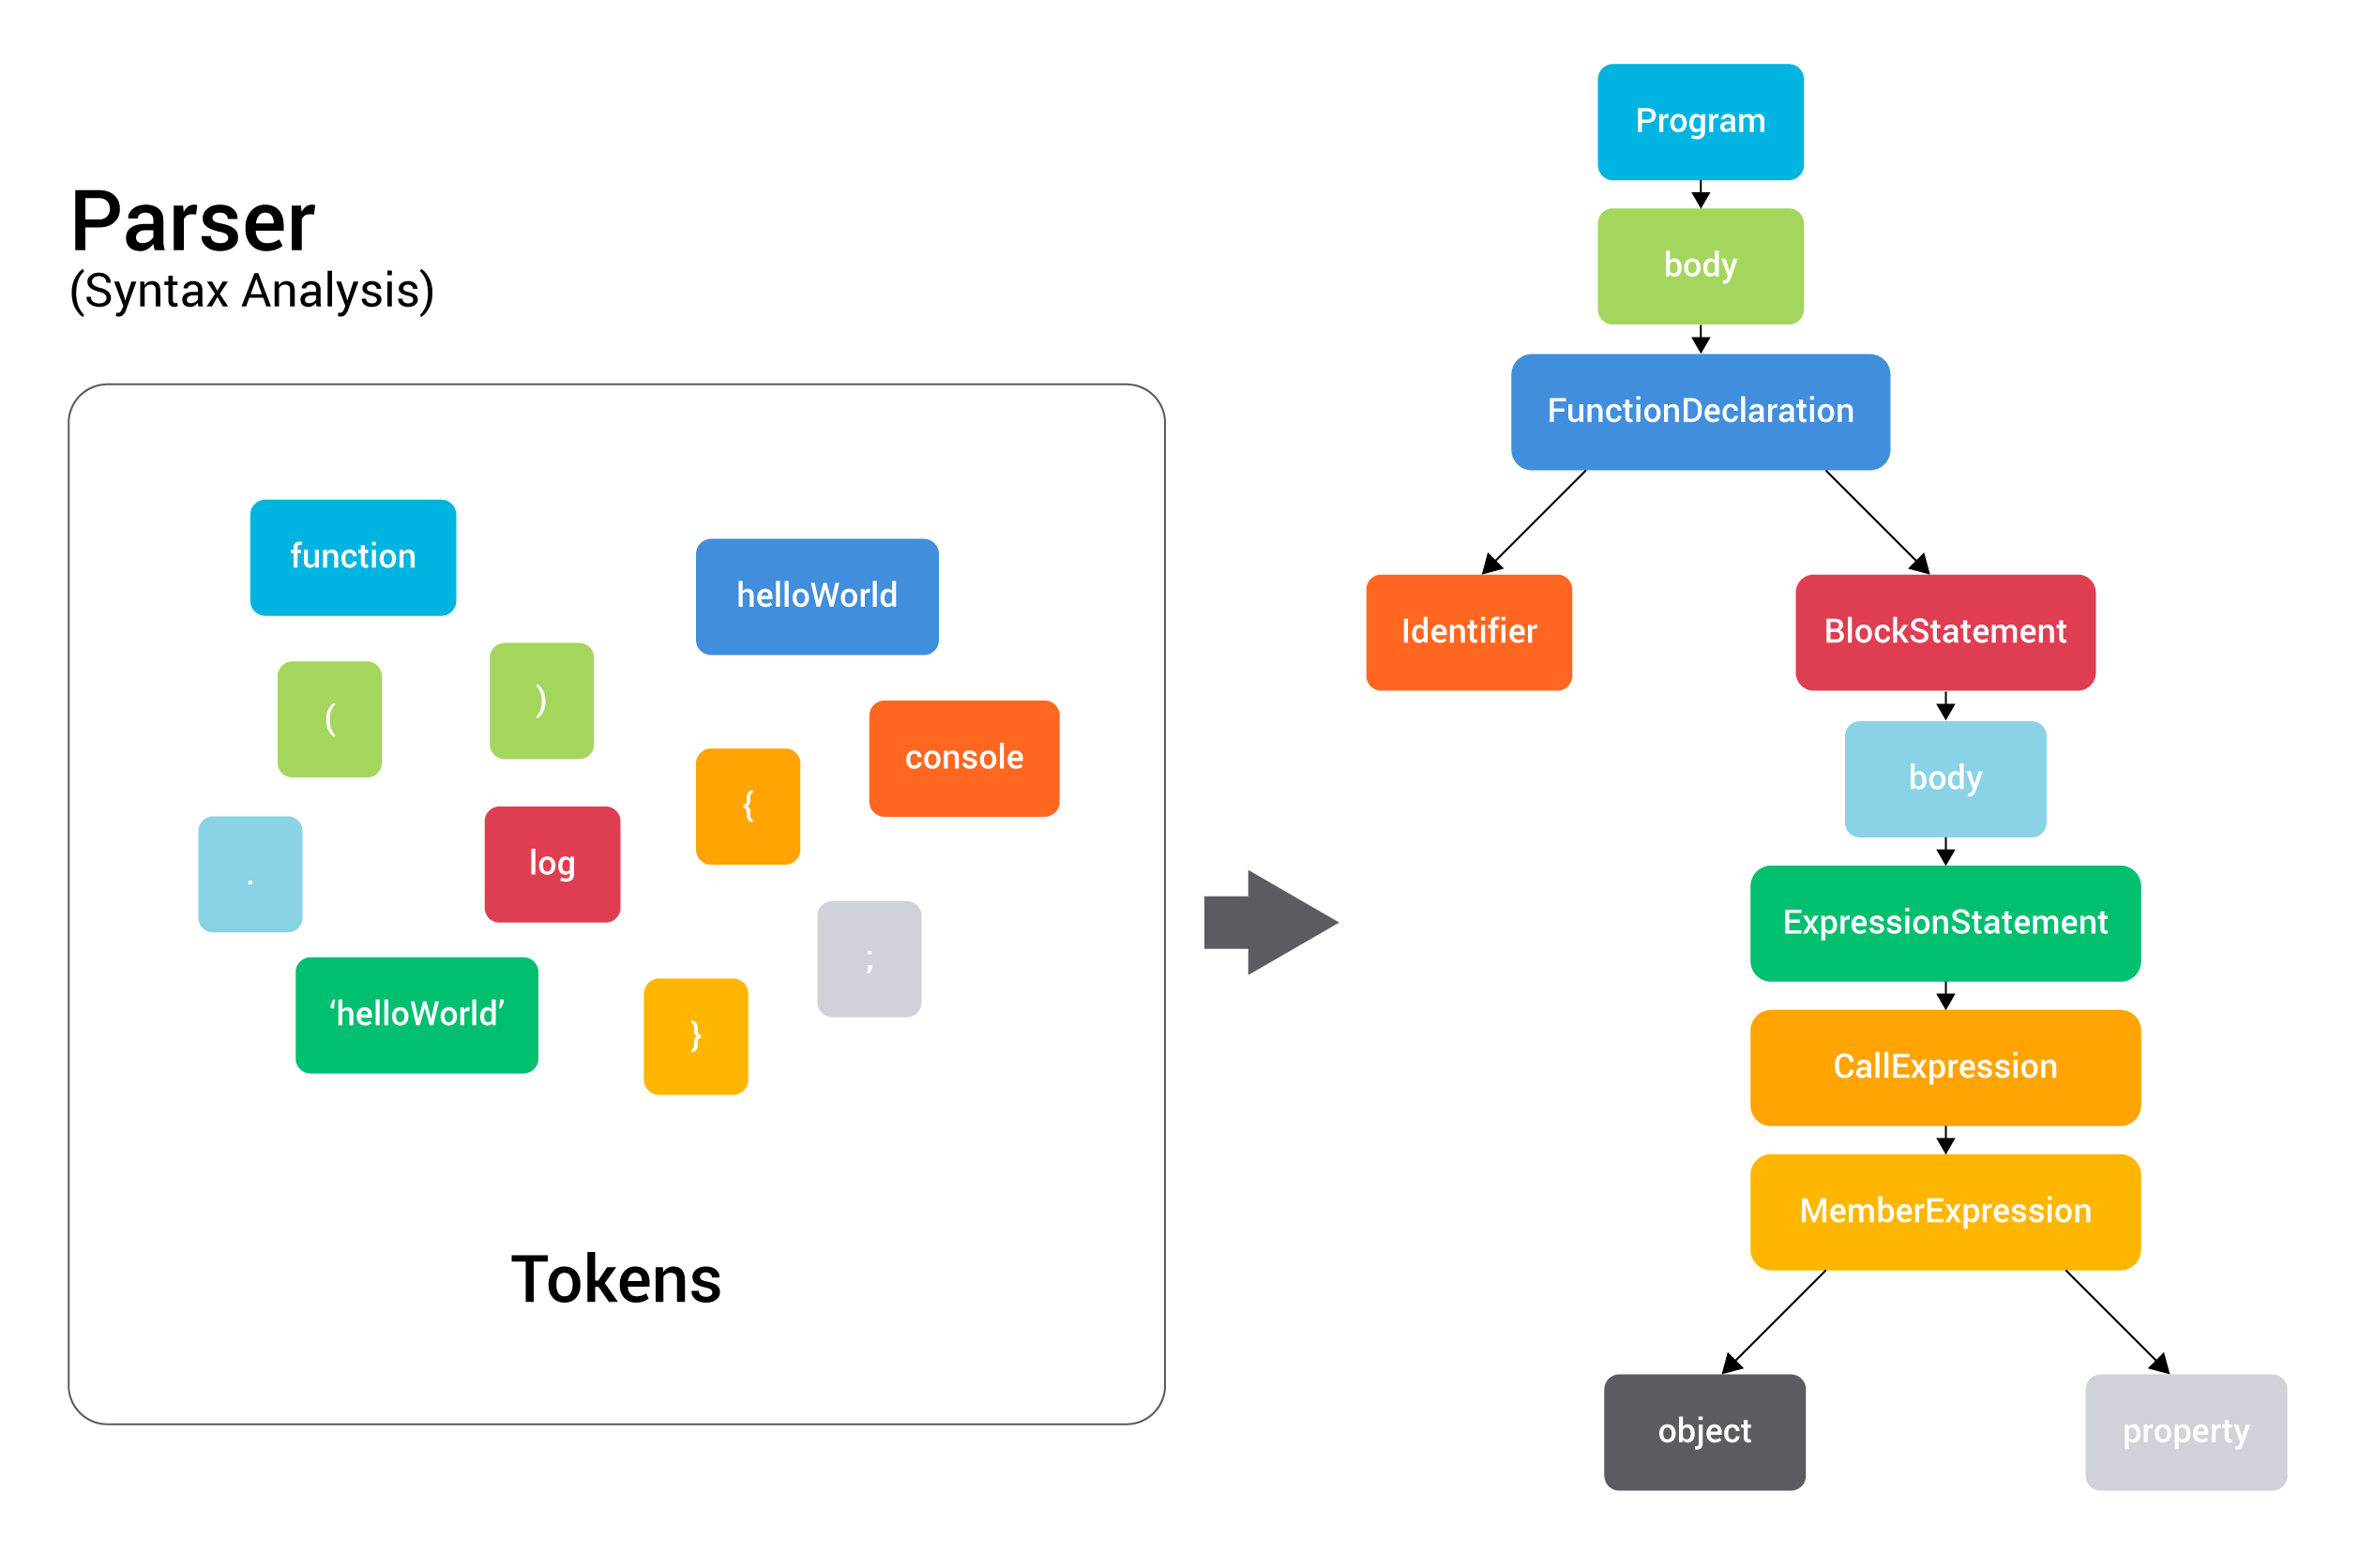 Parser
(Syntax Analysis)
function
helloWorld
(
)
console
{
.
log
;
‘helloWorld’
}
Tokens
Program
body
FunctionDeclaration
Identifier
BlockStatement
body
ExpressionStatement
CallExpression
MemberExpression
object
property